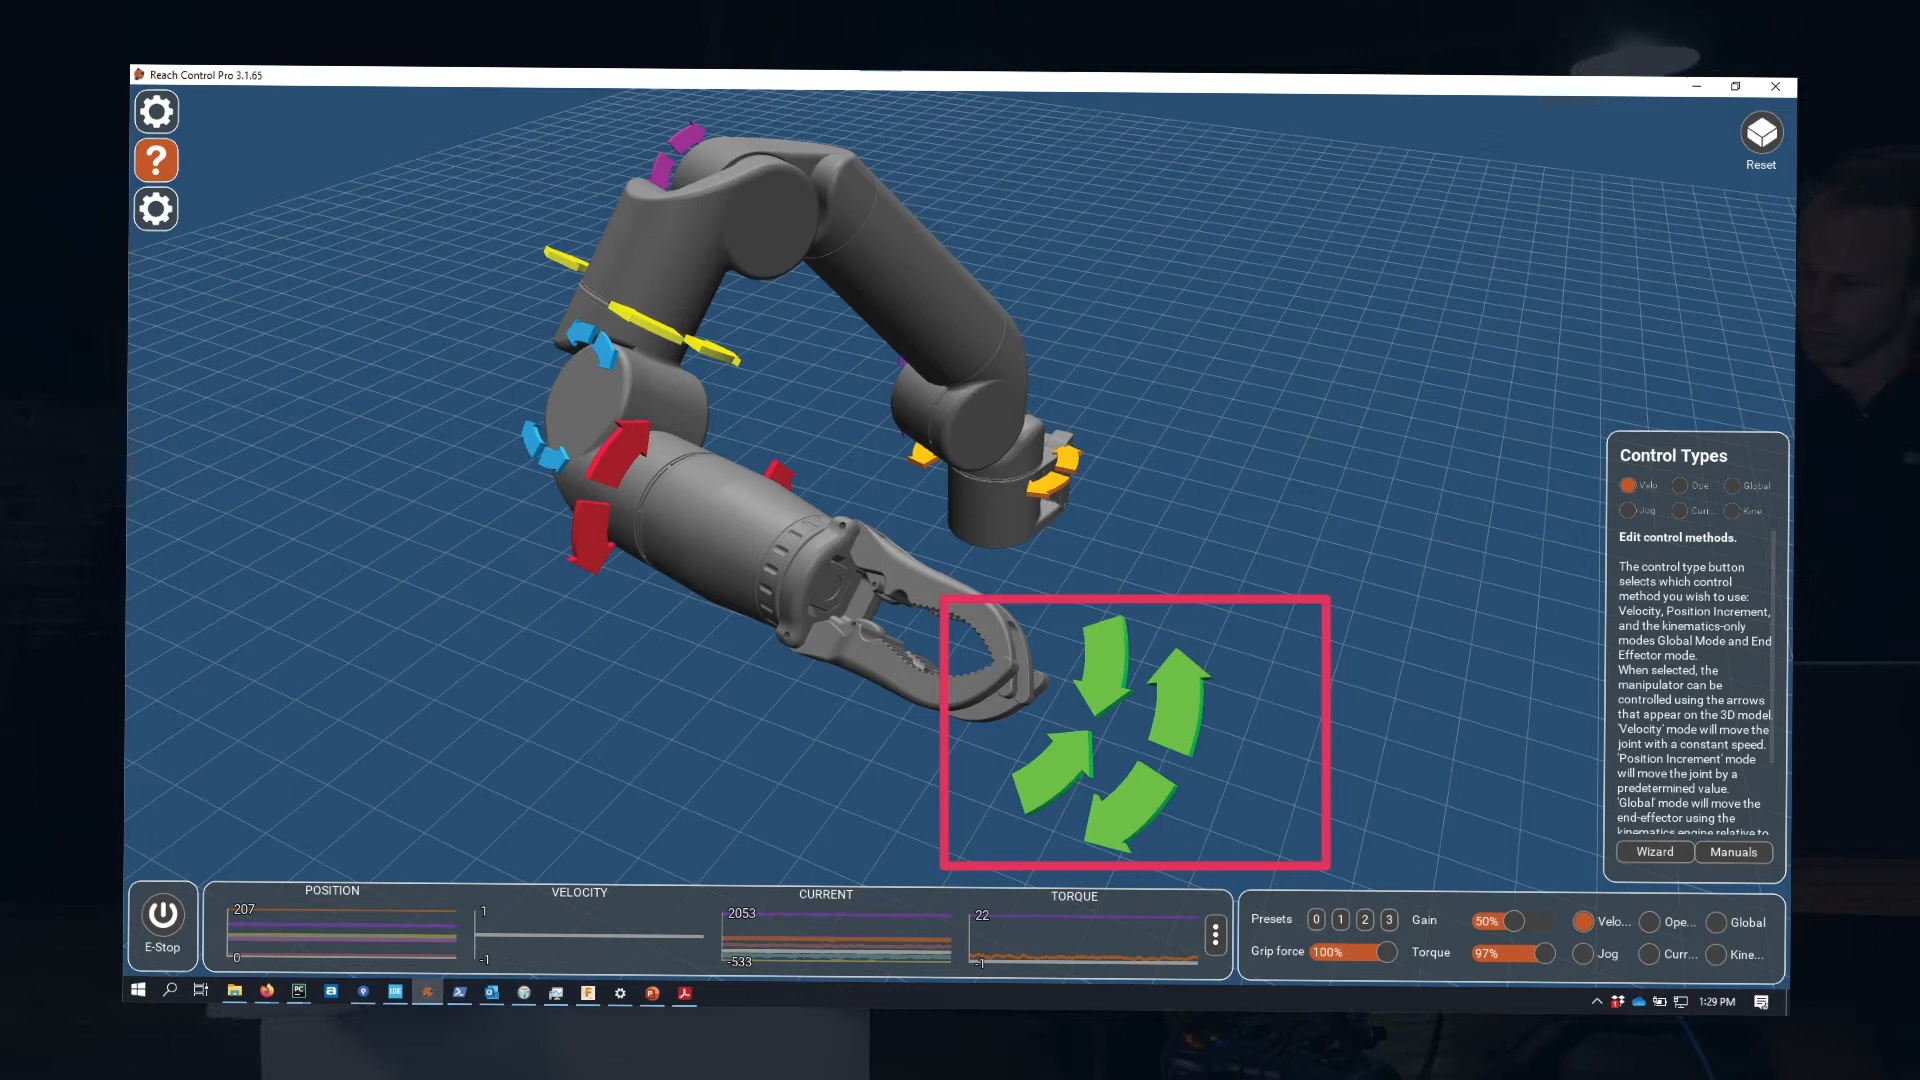 Reach Control Pro 3.1.65
Reset
Control Types
Velo Ope... Global
Jog Curr... Kine
Edit control methods.
The control type button
selects which control
method you wish to use:
Velocity, Position Increment,
and the kinematics-only
modes Global Mode and End
Effector mode.
When selected, the
manipulator can be
controlled using the arrows
that appear on the 3D model.
'Velocity' mode will move the
joint with a constant speed.
'Position Increment' mode
will move the joint by a
predetermined value.
'Global' mode will move the
end-effector using the
kinematics engine relative to
Wizard Manuals
E-Stop
POSITION
207
0
VELOCITY
1
-1
CURRENT
2053
-533
TORQUE
22
-1
Presets 0 1 2 3 Gain 50% Velo... Ope... Global
Grip force 100% Torque 97% Jog Curr... Kine...
1:29 PM